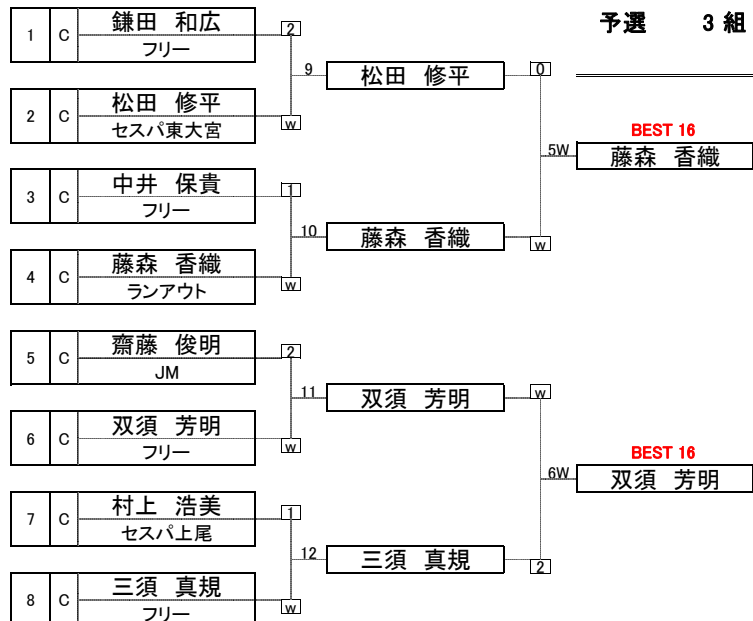 予選 3組
1 C 鎌田 和広 2
フリー
9 松田 修平 0
2 C 松田 修平
セスパ東大宮 w
BEST 16
5W 藤森 香織
3 C 中井 保貴 1
フリー
10 藤森 香織 w
4 C 藤森 香織
ランアウト w
5 C 齋藤 俊明 2
JM
11 双須 芳明 w
6 C 双須 芳明
フリー w
BEST 16
6W 双須 芳明
7 C 村上 浩美 1
セスパ上尾
12 三須 真規 2
8 C 三須 真規
フリー w